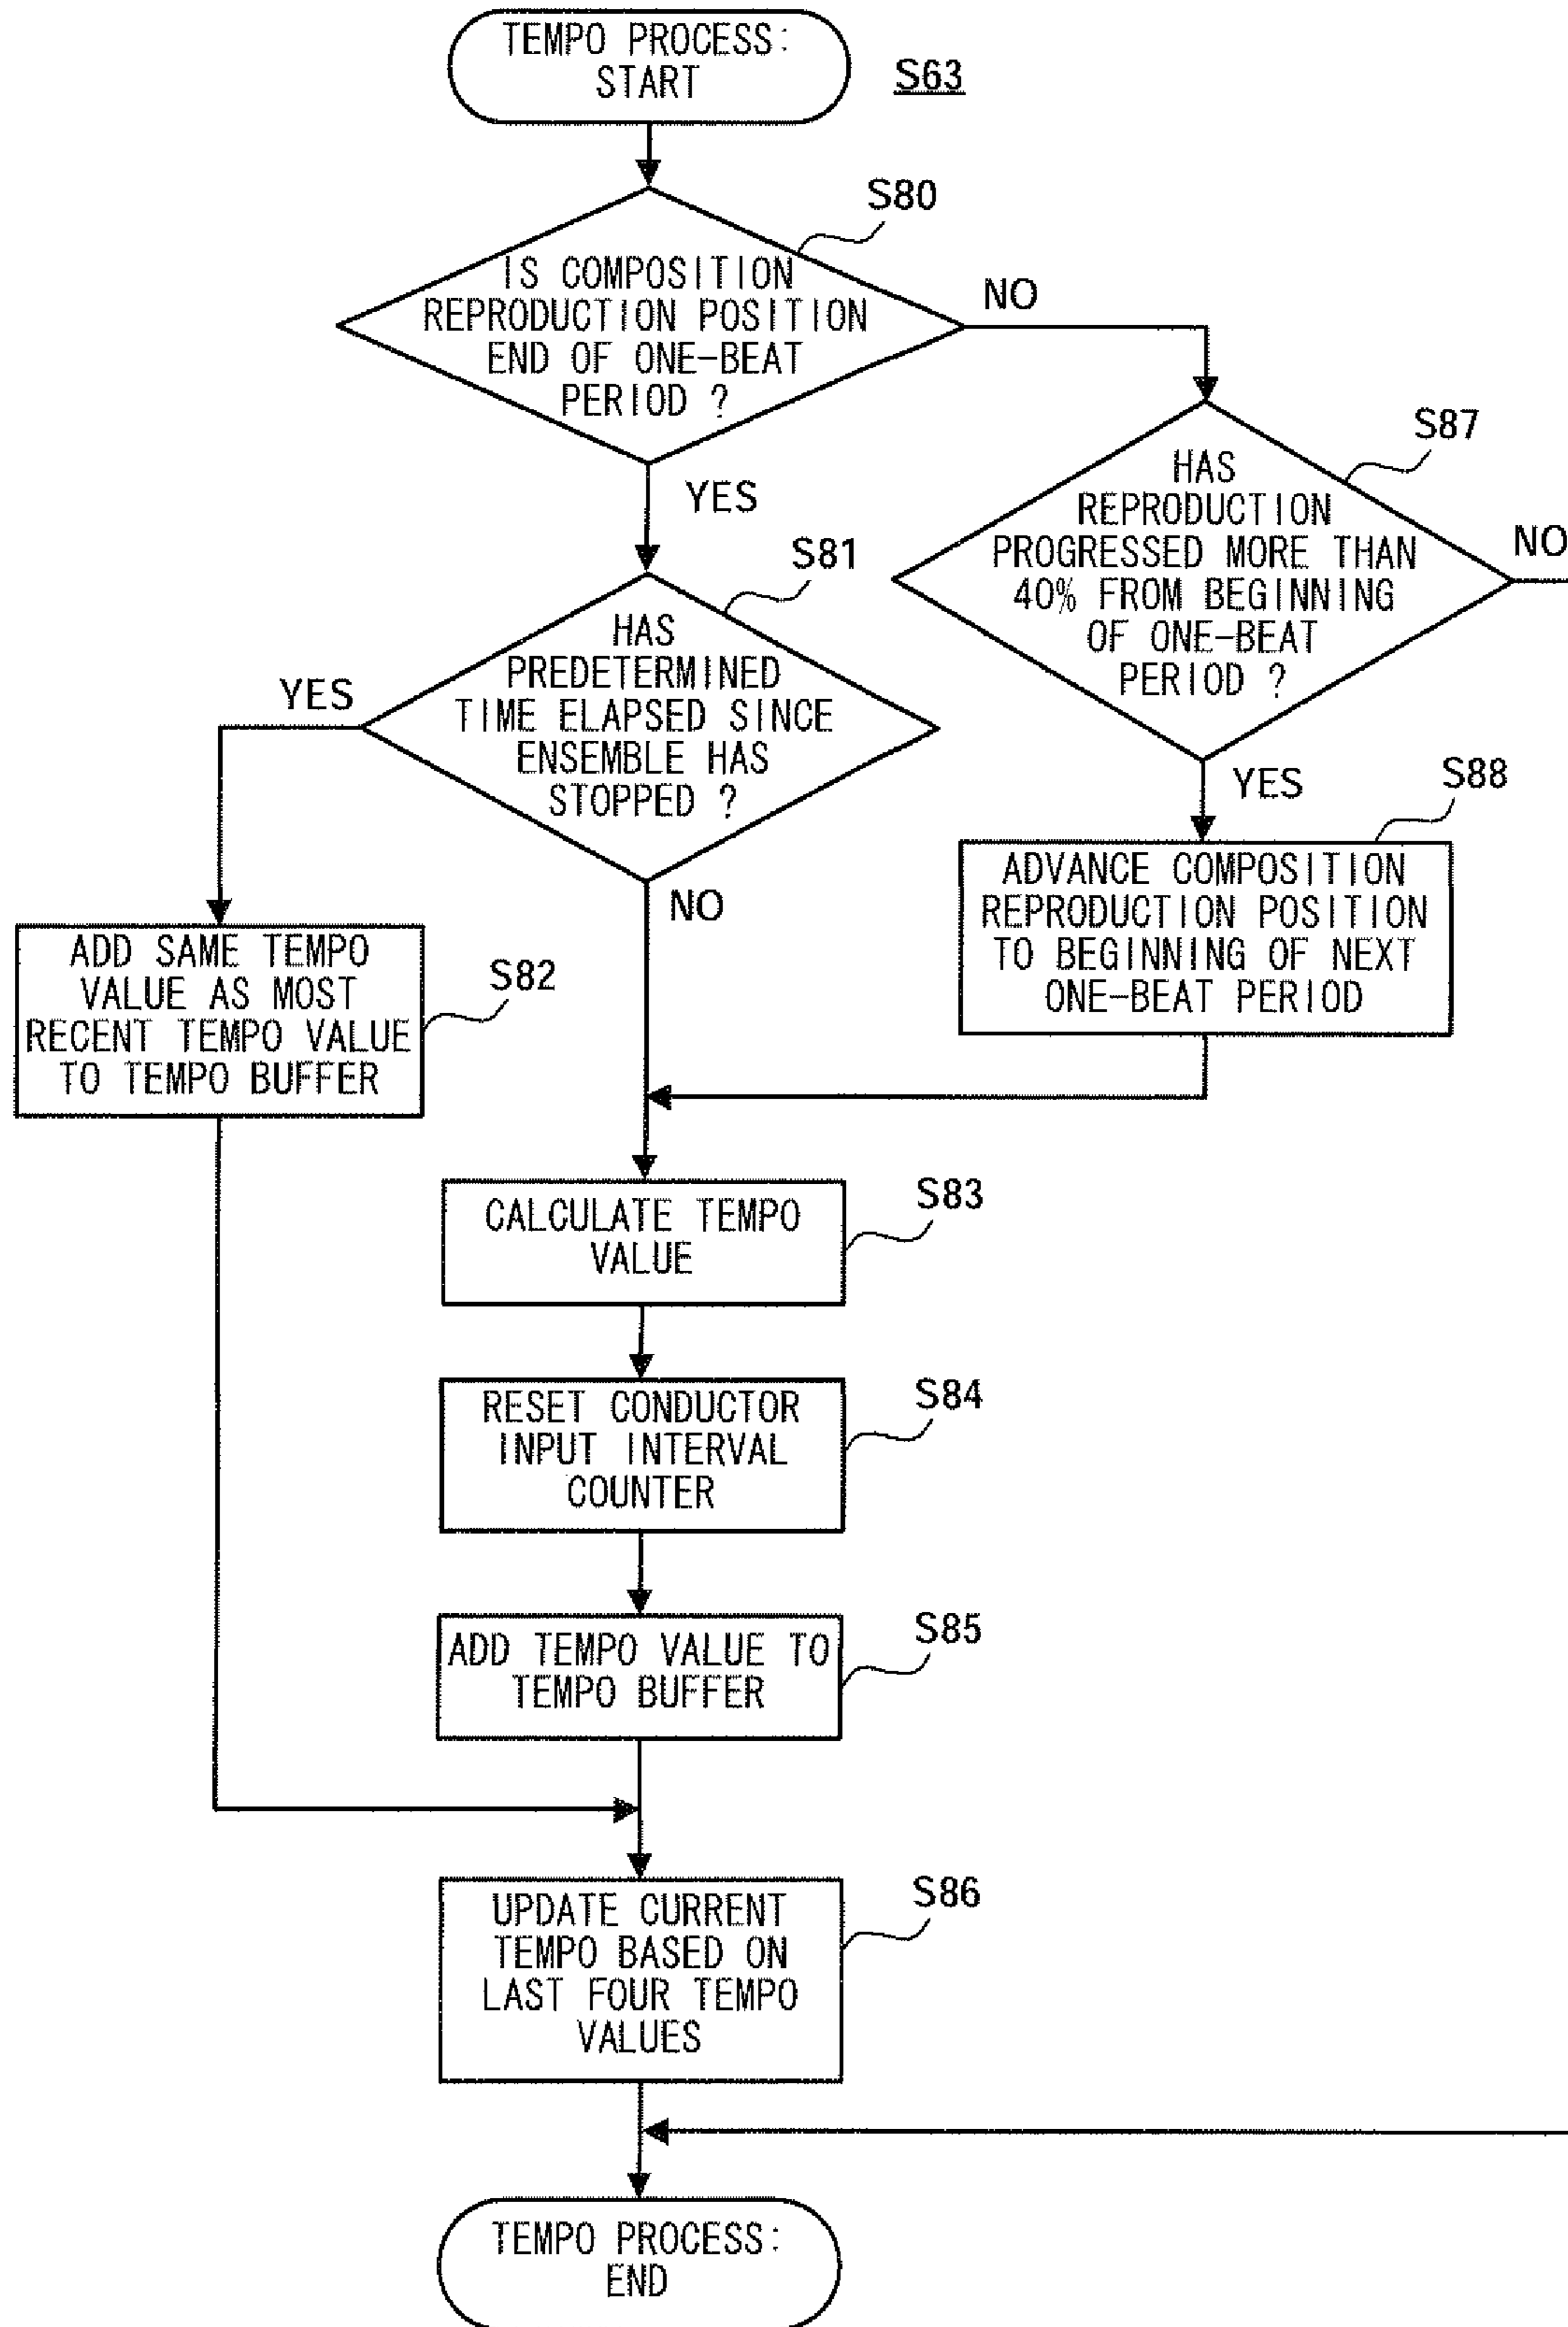 TEMPO PROCESS:
START
S63
S80
IS COMPOSITION
REPRODUCTION POSITION
END OF ONE-BEAT
PERIOD ?
NO
YES
S87
HAS
REPRODUCTION
PROGRESSED MORE THAN
40% FROM BEGINNING
OF ONE-BEAT
PERIOD ?
NO
YES
S81
HAS
PREDETERMINED
TIME ELAPSED SINCE
ENSEMBLE HAS
STOPPED ?
YES
NO
S88
ADVANCE COMPOSITION
REPRODUCTION POSITION
TO BEGINNING OF NEXT
ONE-BEAT PERIOD
ADD SAME TEMPO
VALUE AS MOST
RECENT TEMPO VALUE
TO TEMPO BUFFER
S82
CALCULATE TEMPO
VALUE
S83
RESET CONDUCTOR
INPUT INTERVAL
COUNTER
S84
ADD TEMPO VALUE TO
TEMPO BUFFER
S85
UPDATE CURRENT
TEMPO BASED ON
LAST FOUR TEMPO
VALUES
S86
TEMPO PROCESS:
END